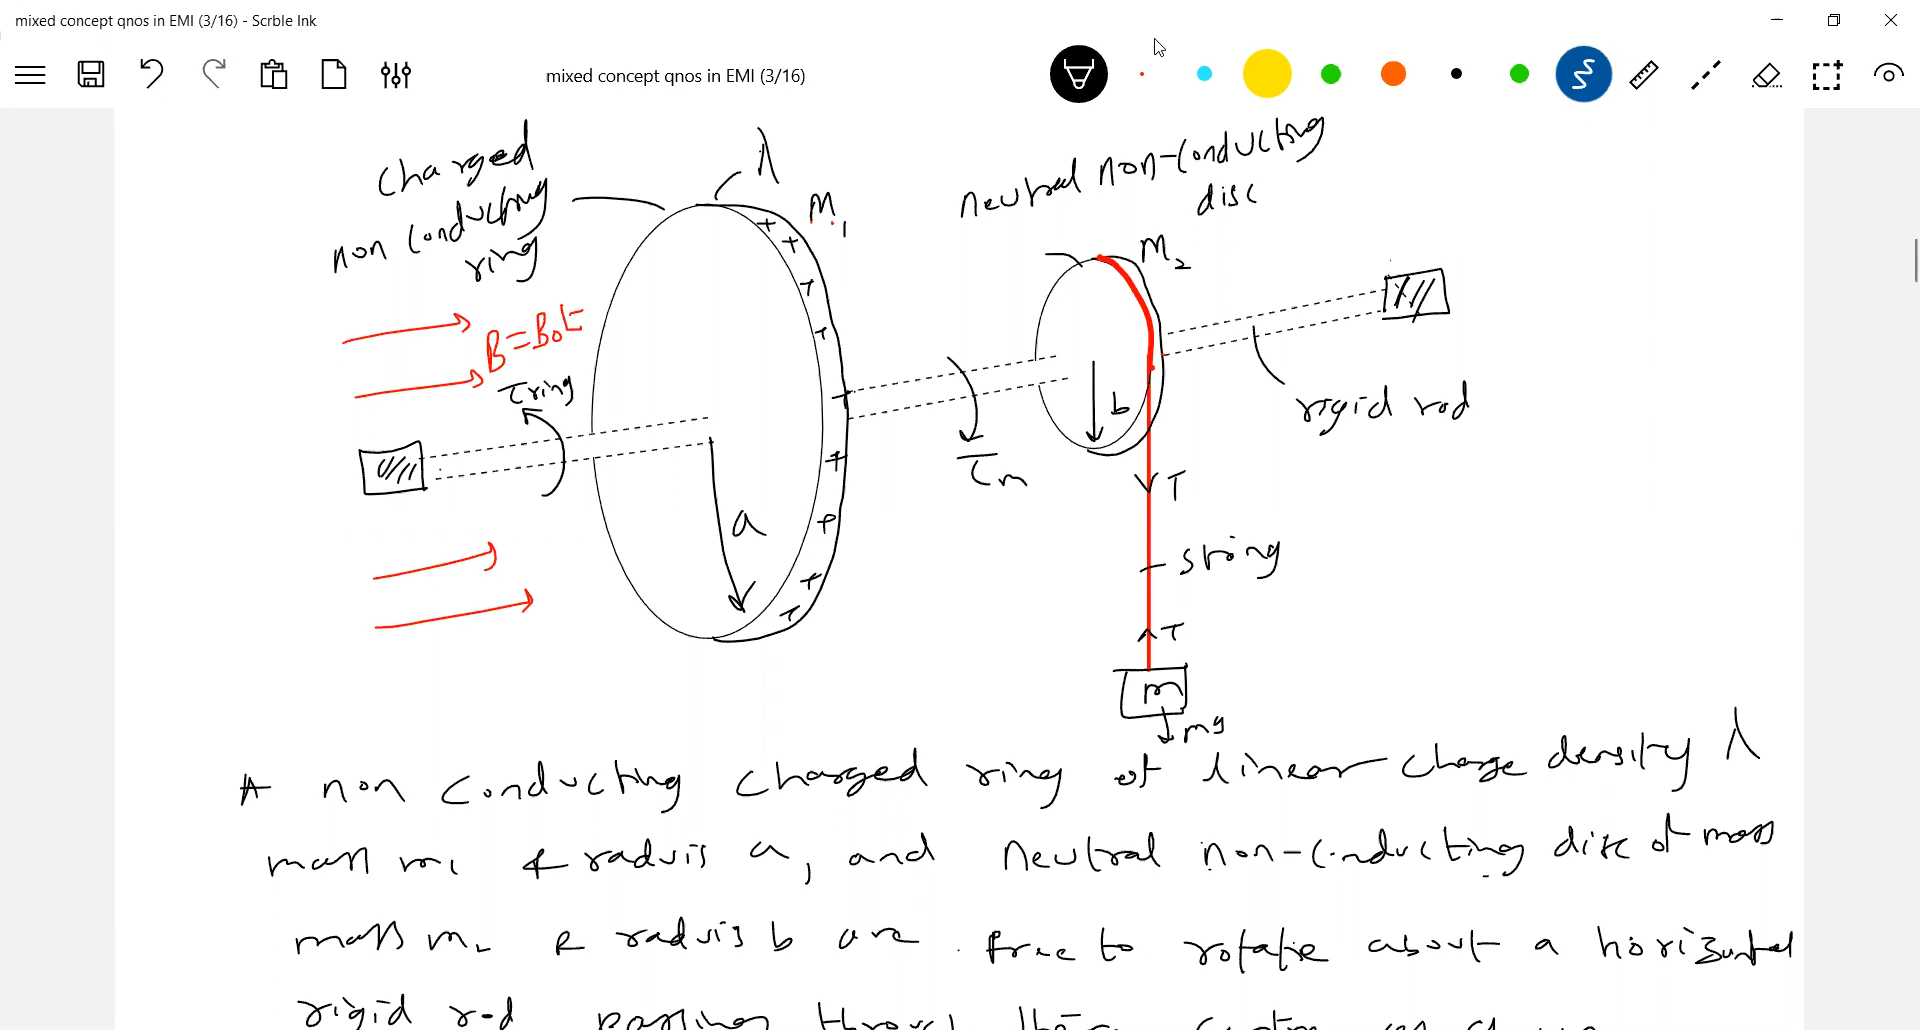 mixed concept qnos in EMI (3/16) - Scrble Ink
mixed concept qnos in EMI (3/16)
charged
non conducting
ring
λ
M1
neutral non-conducting
disc
M2
B=B0t
τring
τm
b
a
rigid rod
T
string
T
m
mg
A non conducting charged ring of linear charge density λ
mass m1 & radius a, and neutral non-conducting disc of mass
mass m2 & radius b are free to rotate about a horizontal
rigid rod passing through their